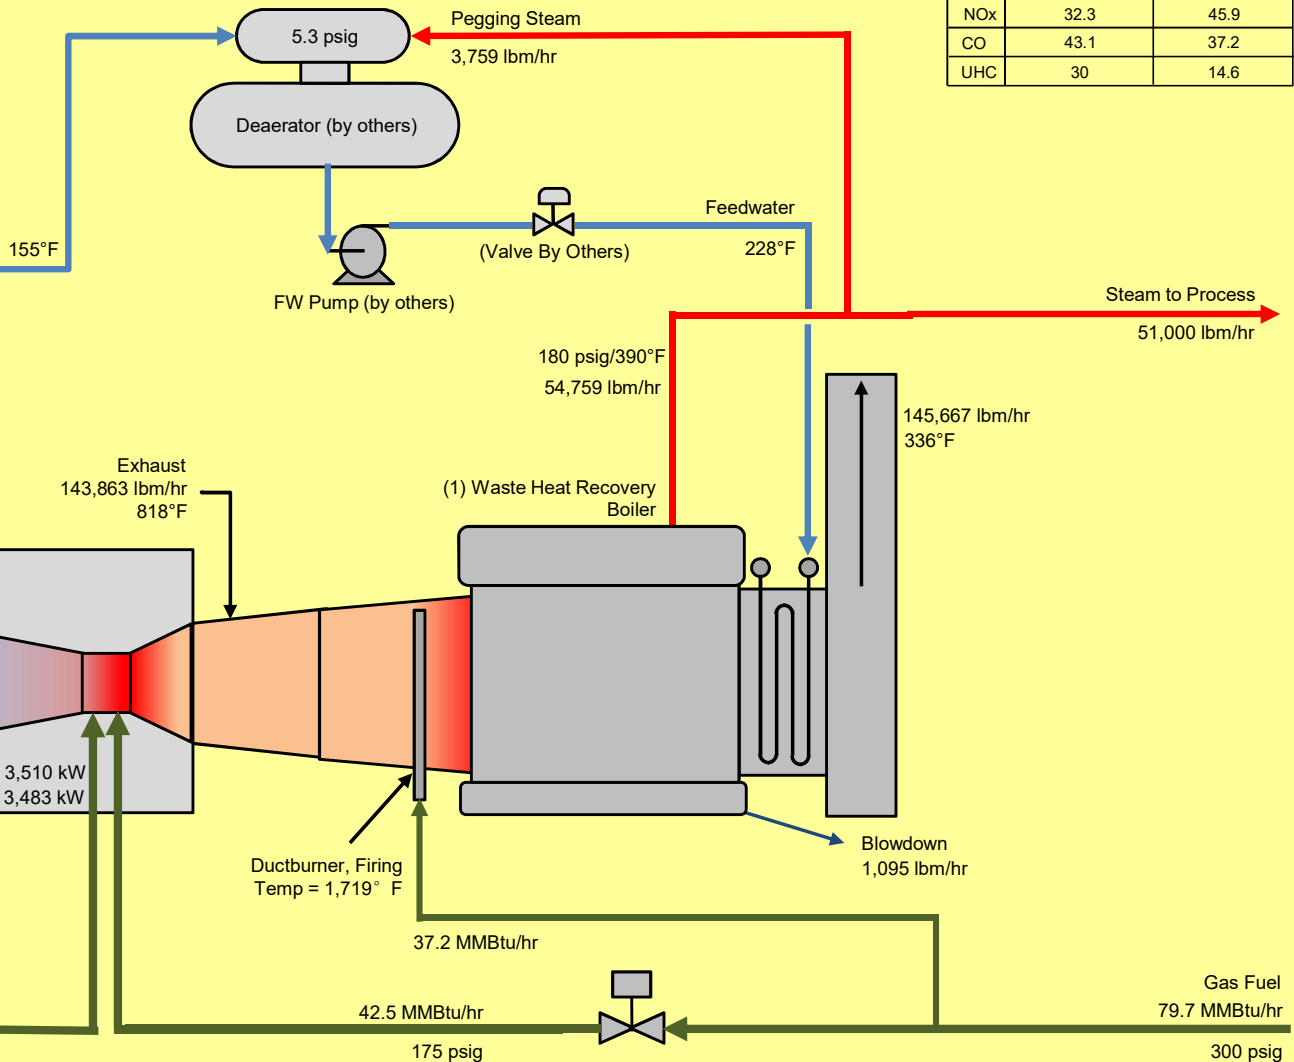 NOx 32.3 45.9
CO 43.1 37.2
UHC 30 14.6
Pegging Steam
3,759 lbm/hr
5.3 psig
Deaerator (by others)
155°F
FW Pump (by others)
(Valve By Others)
Feedwater
228°F
Steam to Process
51,000 lbm/hr
180 psig/390°F
54,759 lbm/hr
145,667 lbm/hr
336°F
Exhaust
143,863 lbm/hr
818°F
(1) Waste Heat Recovery
Boiler
3,510 kW
3,483 kW
Ductburner, Firing
Temp = 1,719° F
Blowdown
1,095 lbm/hr
37.2 MMBtu/hr
42.5 MMBtu/hr
175 psig
Gas Fuel
79.7 MMBtu/hr
300 psig